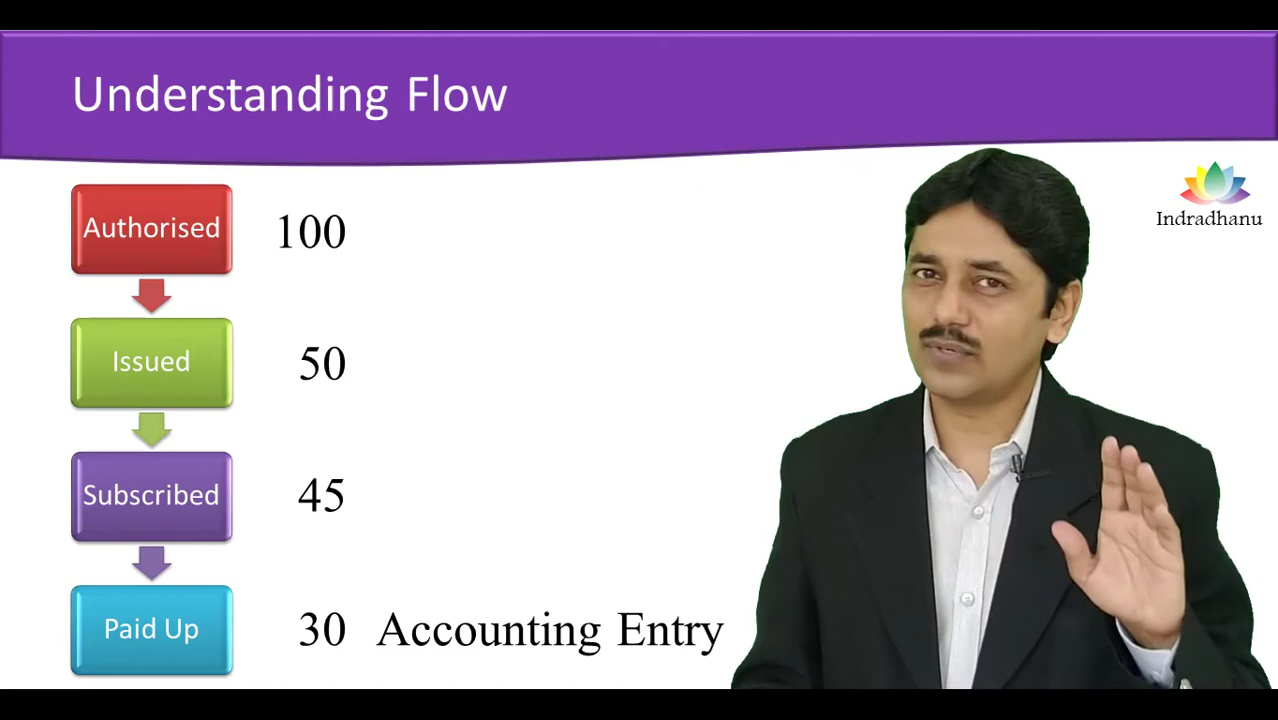 Understanding Flow
Indradhanu
Authorised 100
Issued 50
Subscribed 45
Paid Up 30 Accounting Entry